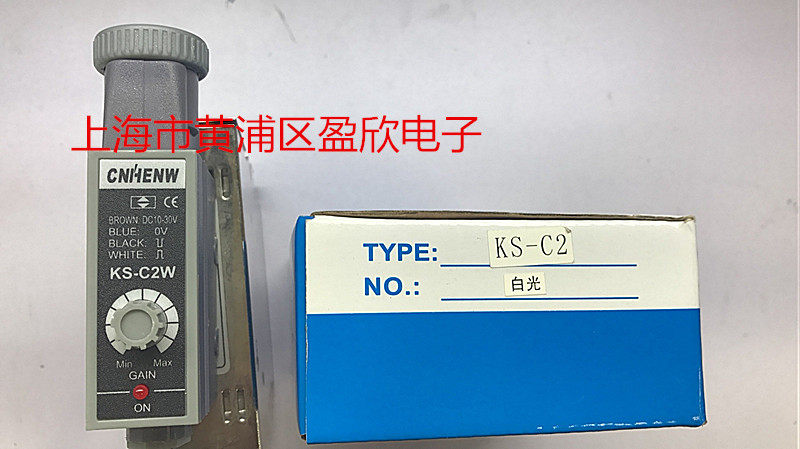 上海市黄浦区盈欣电子
CNHENW
CE
BROWN: DC10-30V
BLUE: 0V
BLACK:
WHITE:
KS-C2W
Min Max
GAIN
ON
TYPE: KS-C2
NO.: 白光